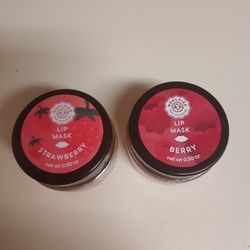 LIP
MASK
STRAWBERRY
net wt 0.50 oz
LIP
MASK
BERRY
net wt 0.50 oz